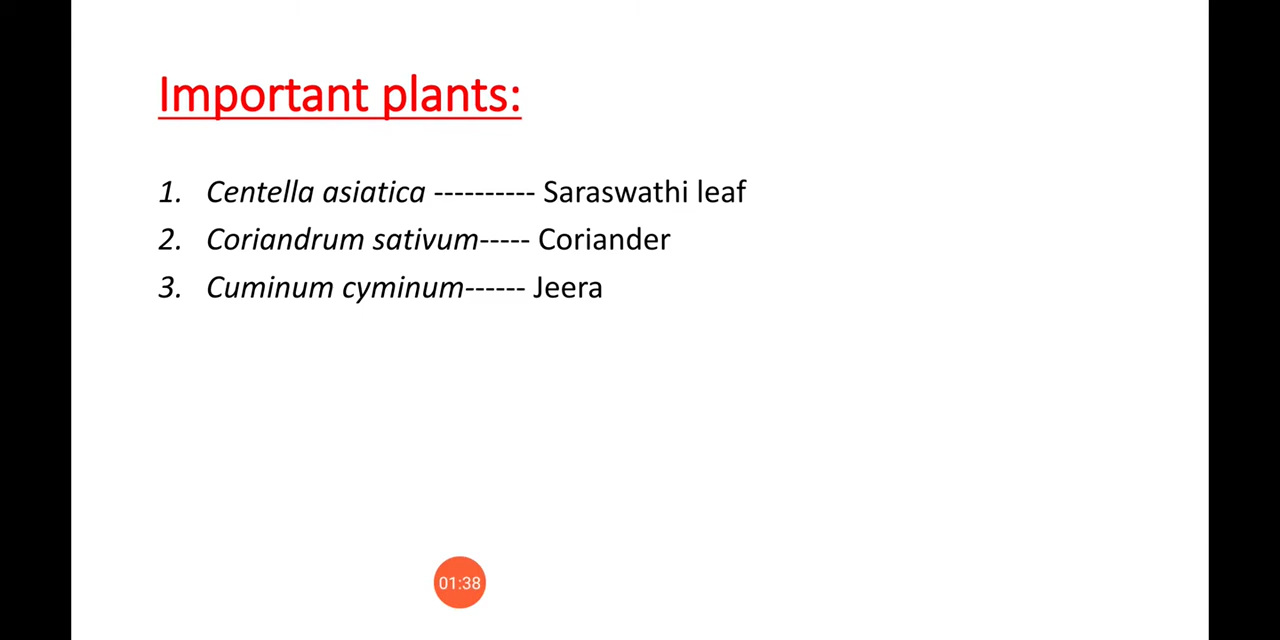 Important plants:
1. Centella asiatica ---------- Saraswathi leaf
2. Coriandrum sativum----- Coriander
3. Cuminum cyminum------ Jeera
01:38